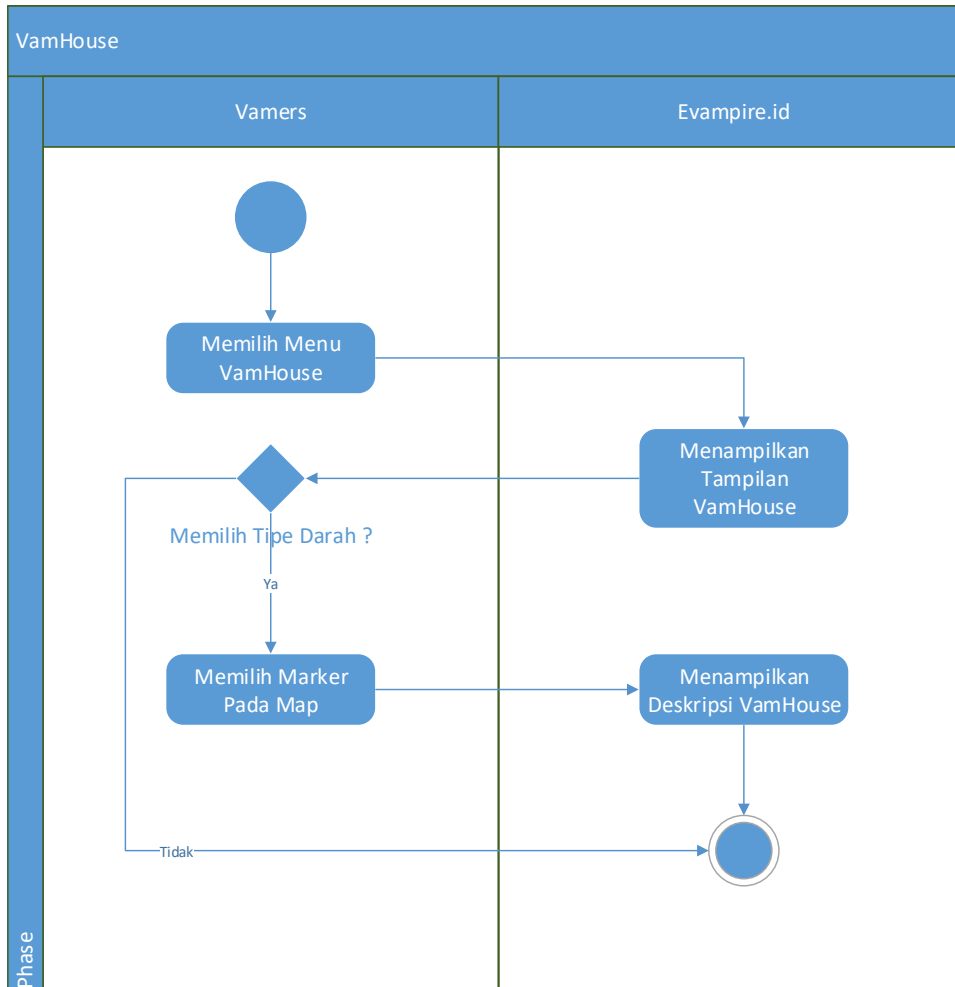 VamHouse
Vamers
Evampire.id
Memilih Menu
VamHouse
Menampilkan
Tampilan
VamHouse
Memilih Tipe Darah ?
Ya
Memilih Marker
Pada Map
Menampilkan
Deskripsi VamHouse
Tidak
Phase